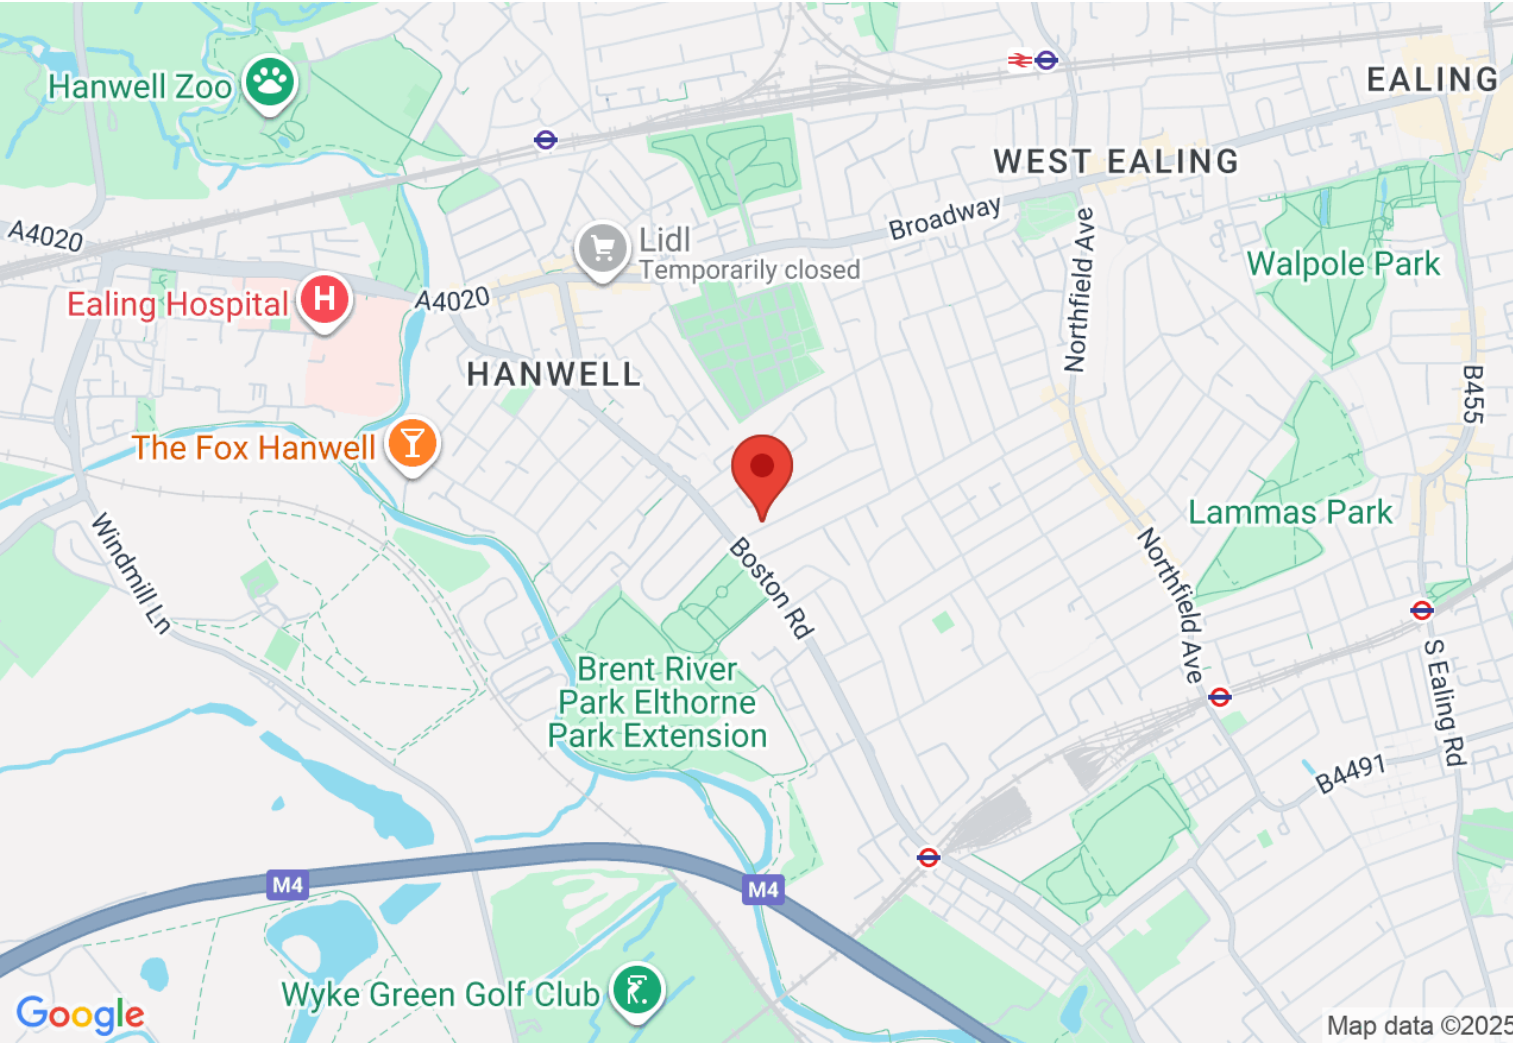 Hanwell Zoo
EALING
WEST EALING
A4020
Broadway
Lidl
Temporarily closed
Northfield Ave
Walpole Park
Ealing Hospital
H
A4020
HANWELL
B455
The Fox Hanwell
Lammas Park
Windmill Ln
Boston Rd
Northfield Ave
Brent River
Park Elthorne
Park Extension
S Ealing Rd
B4491
M4
M4
Wyke Green Golf Club
Google
Map data ©2025